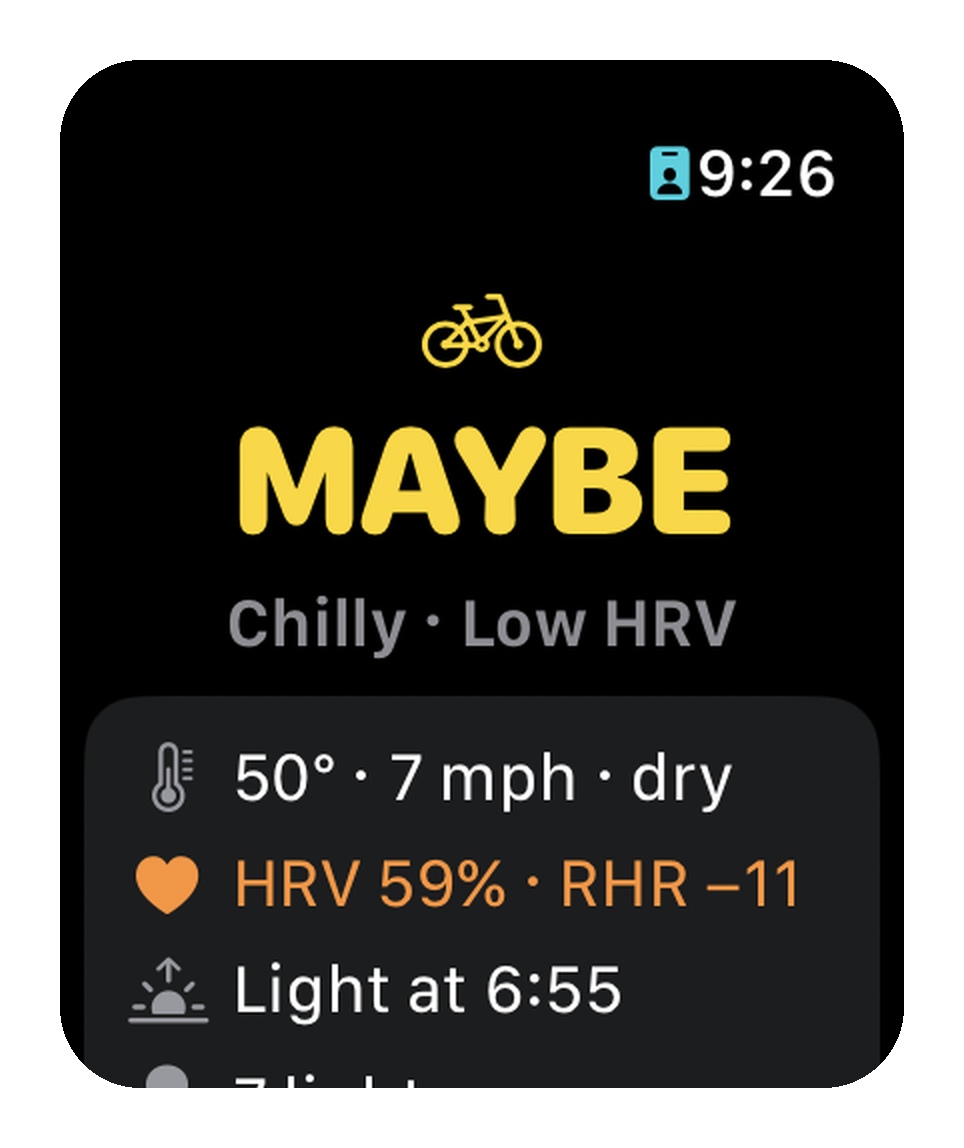 9:26
MAYBE
Chilly · Low HRV
50° · 7 mph · dry
HRV 59% · RHR –11
Light at 6:55